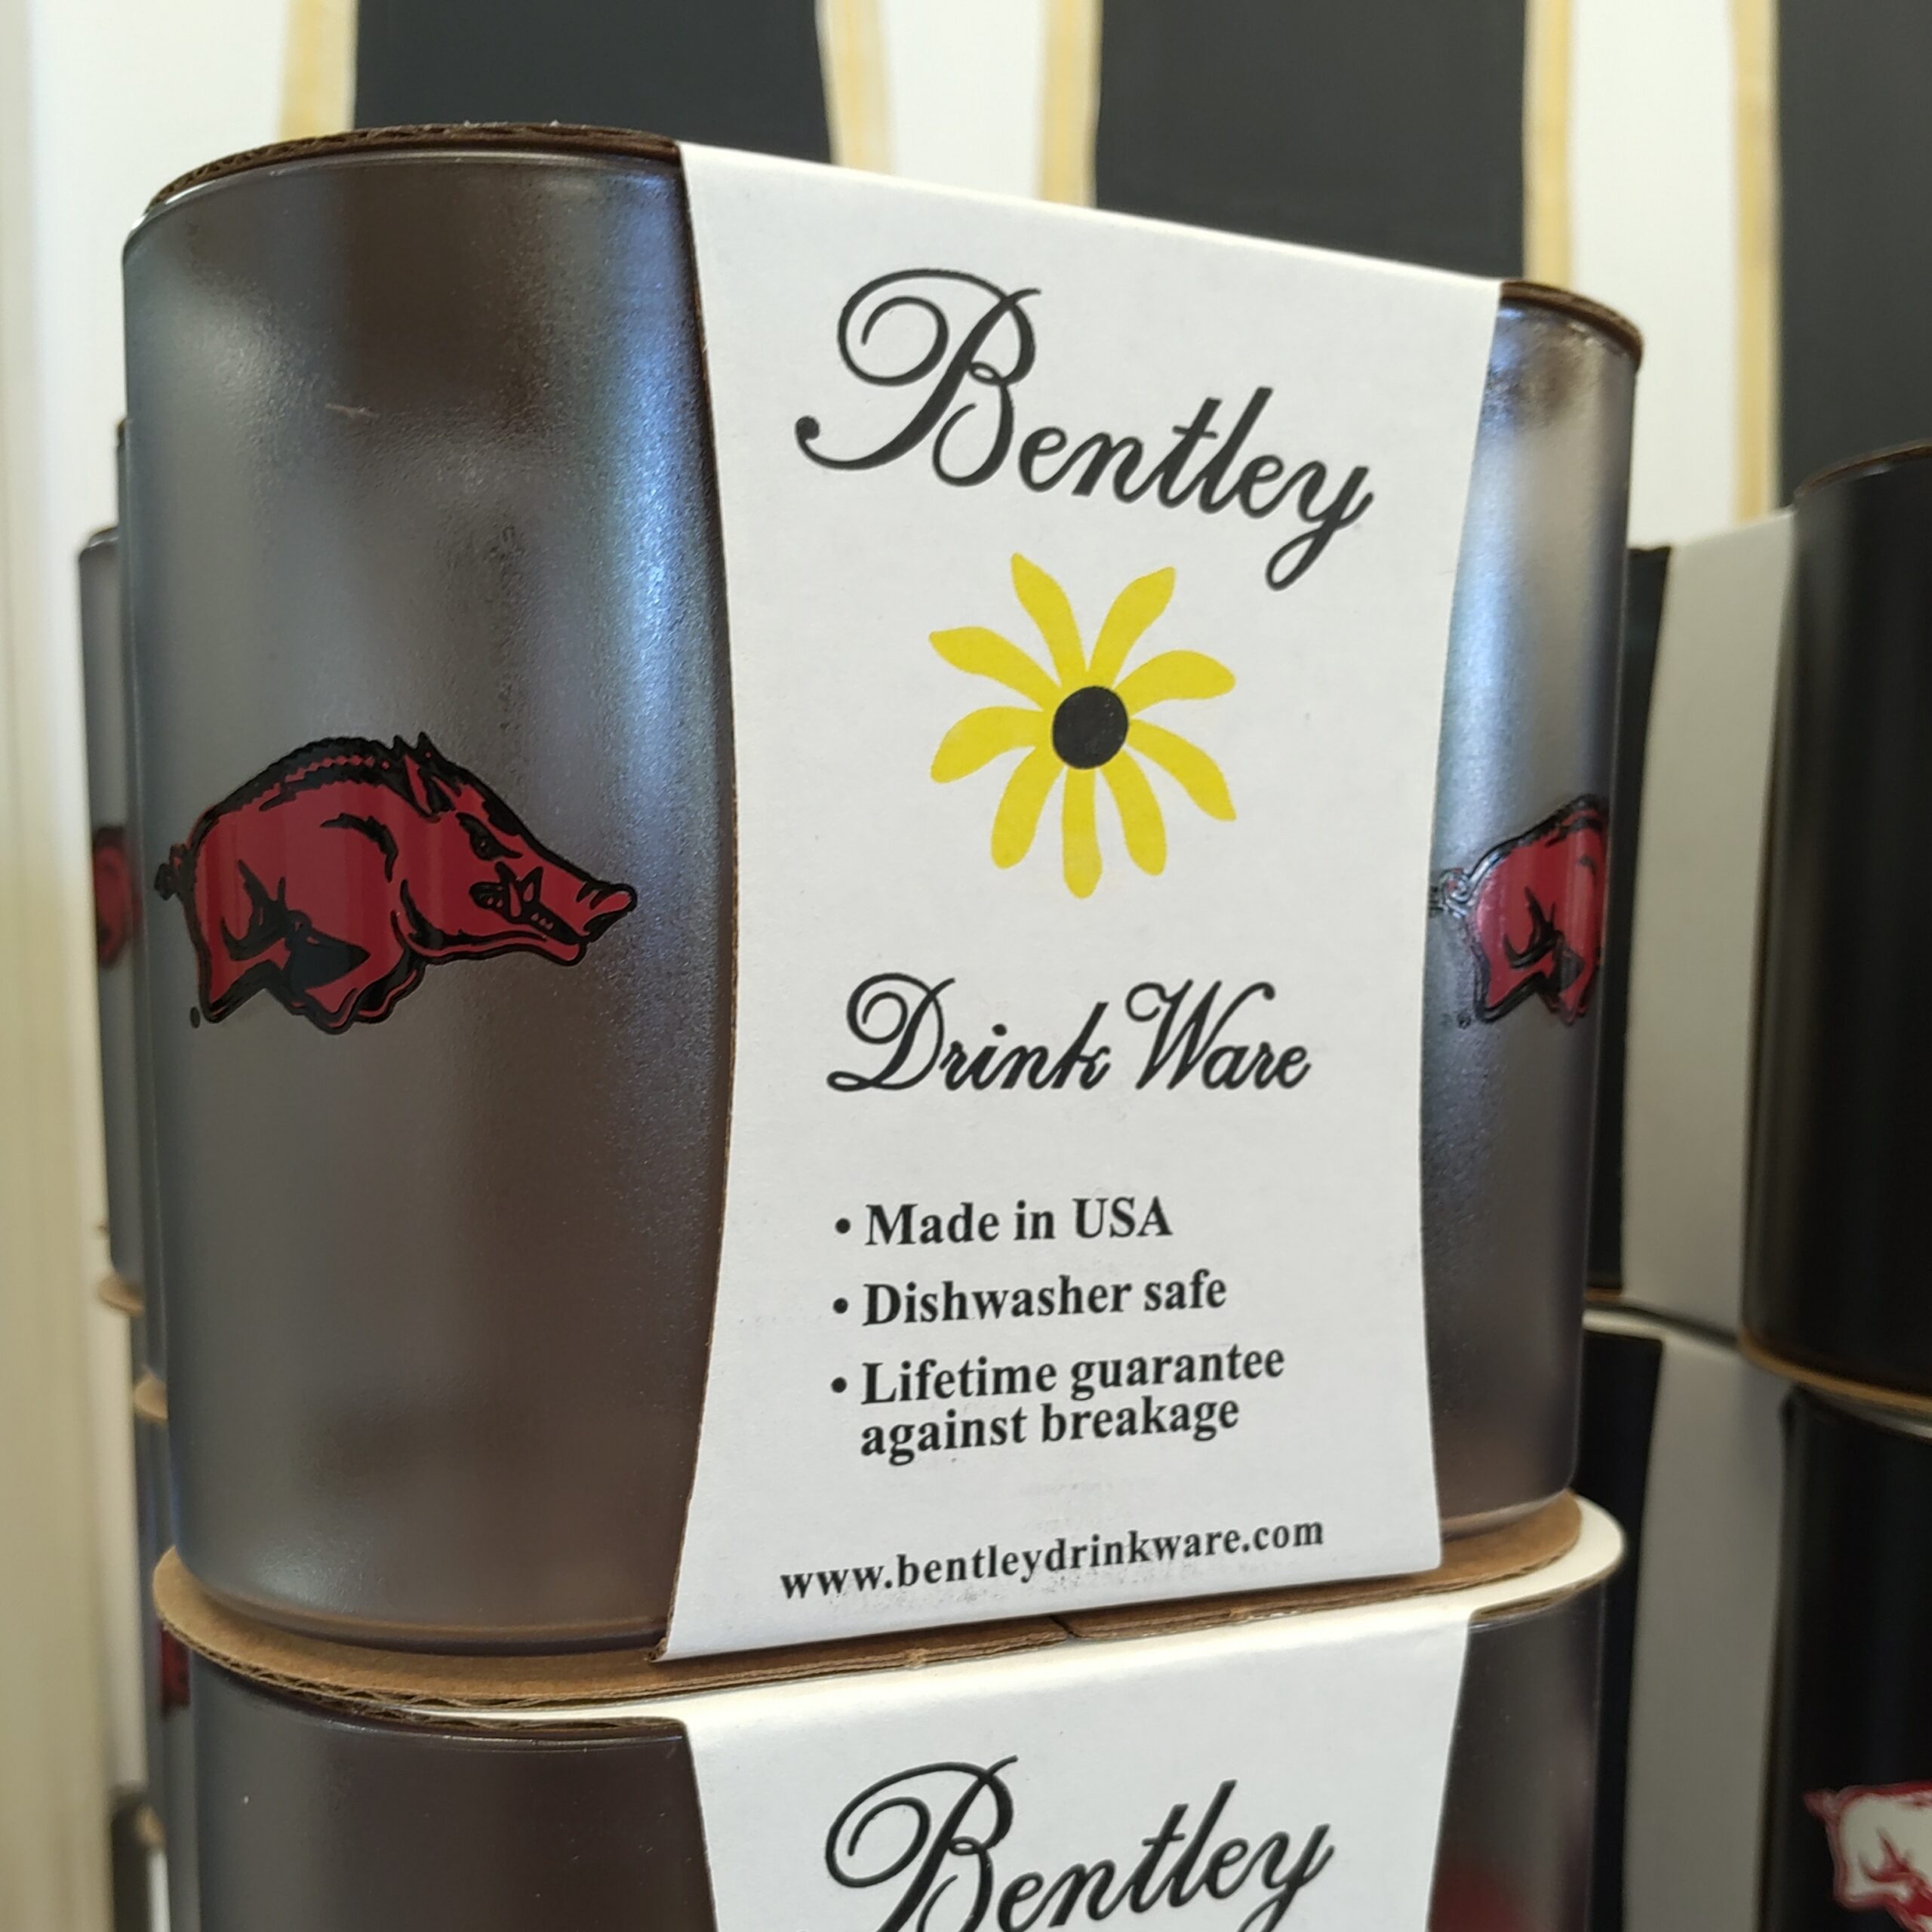 Bentley
Drink Ware
• Made in USA
• Dishwasher safe
• Lifetime guarantee
against breakage
www.bentleydrinkware.com
Bentley